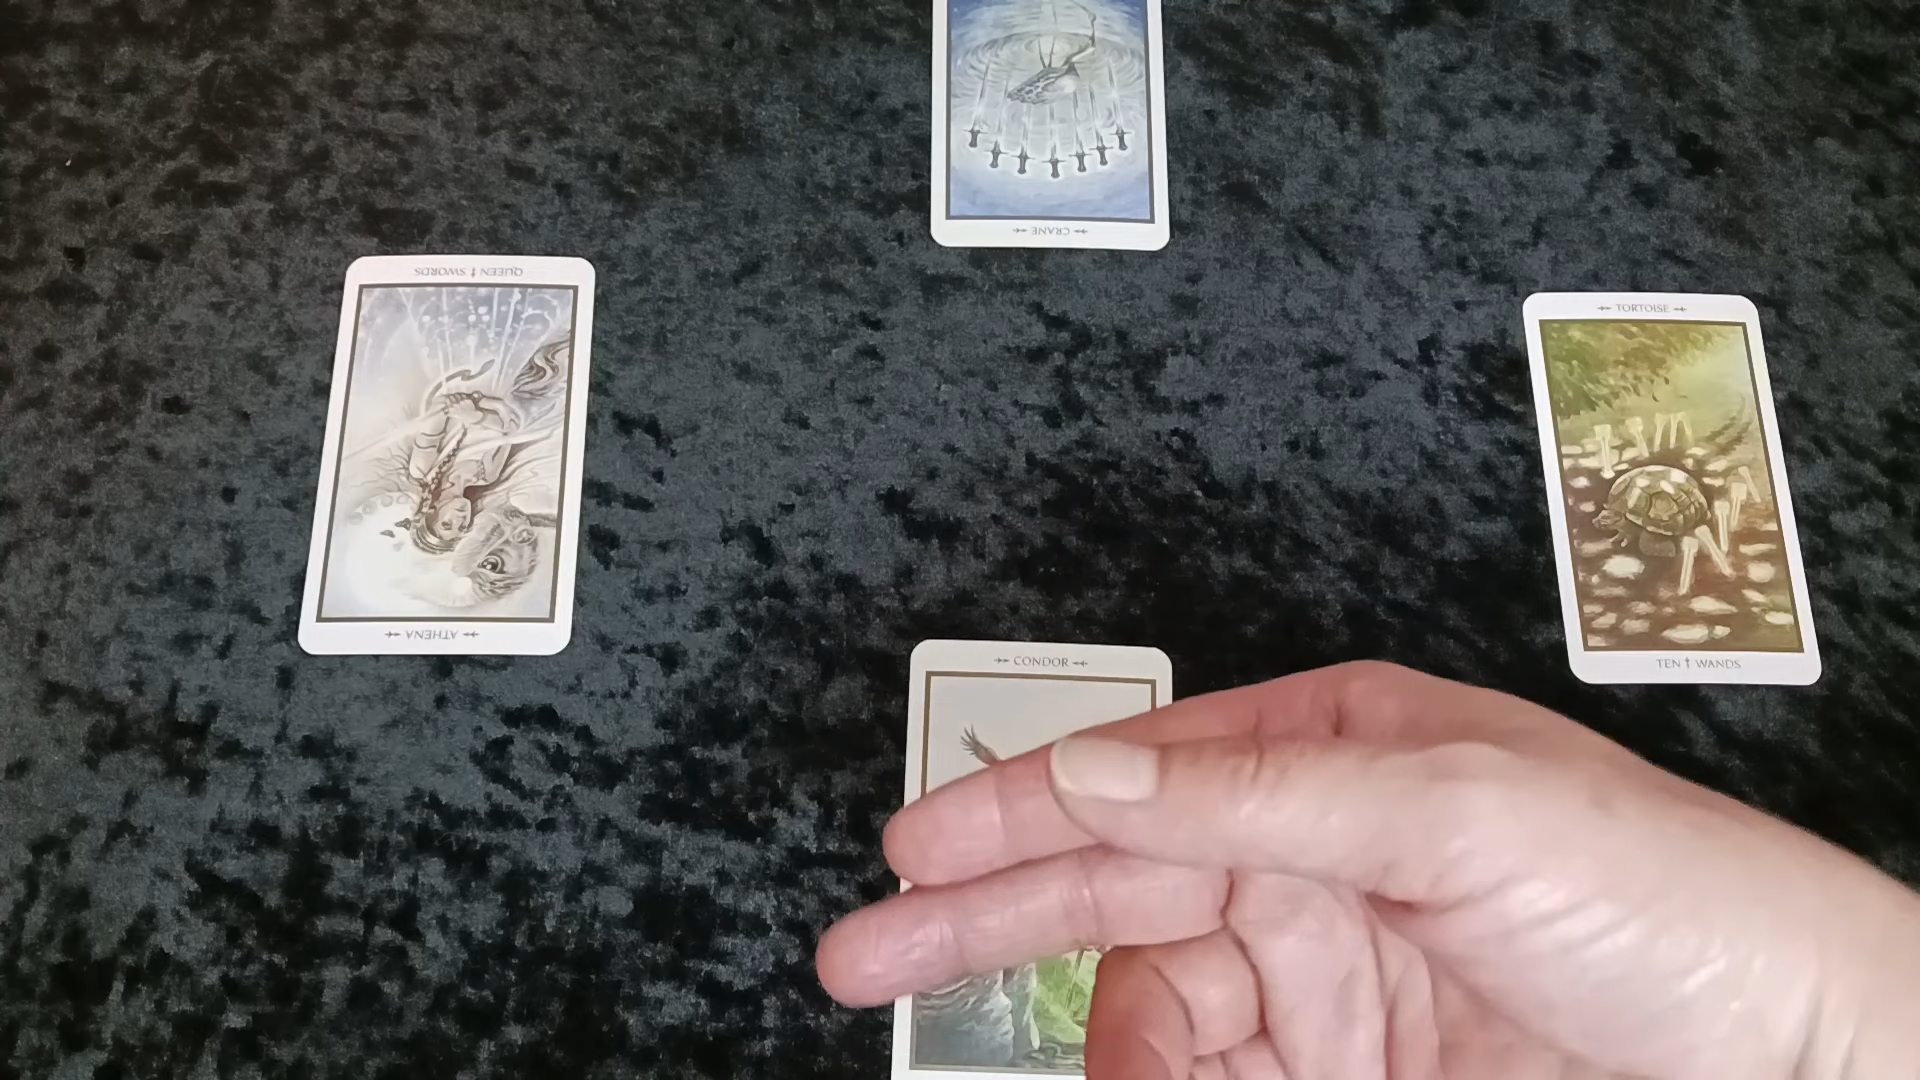 CRANE
QUEEN SWORDS
ATHENA
TORTOISE
TEN WANDS
CONDOR